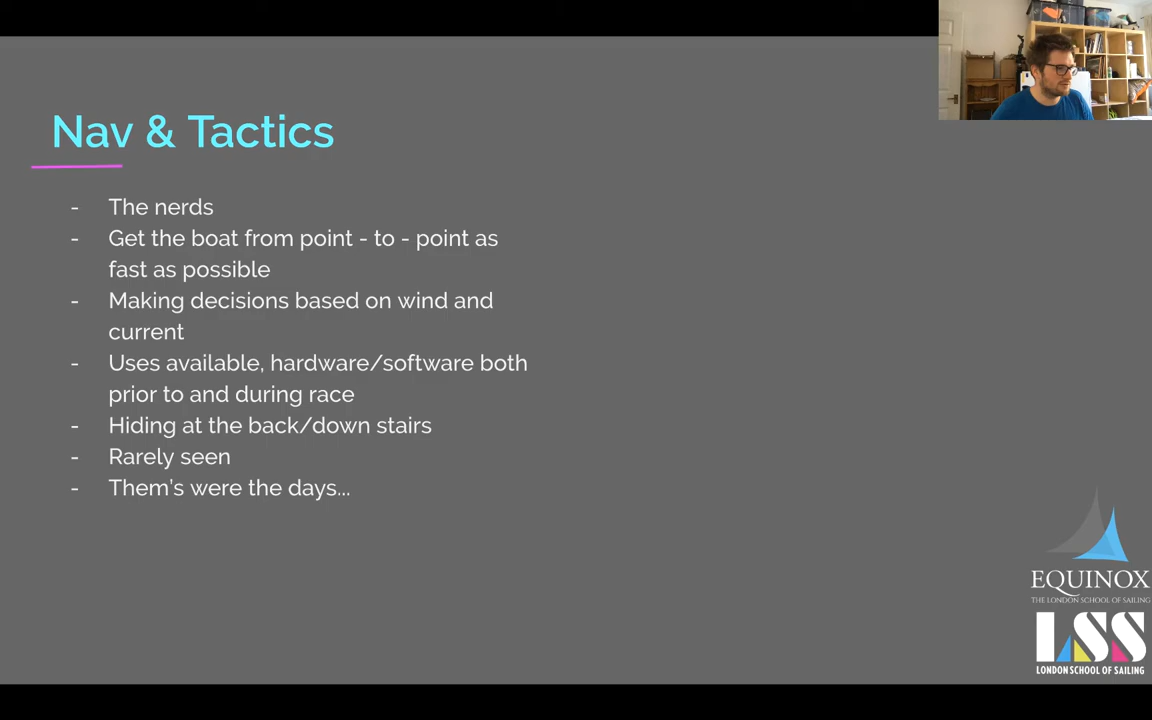 Nav & Tactics
- The nerds
- Get the boat from point - to - point as
fast as possible
- Making decisions based on wind and
current
- Uses available, hardware/software both
prior to and during race
- Hiding at the back/down stairs
- Rarely seen
- Them's were the days...
EQUINOX
THE LONDON SCHOOL OF SAILING
LSS
LONDON SCHOOL OF SAILING